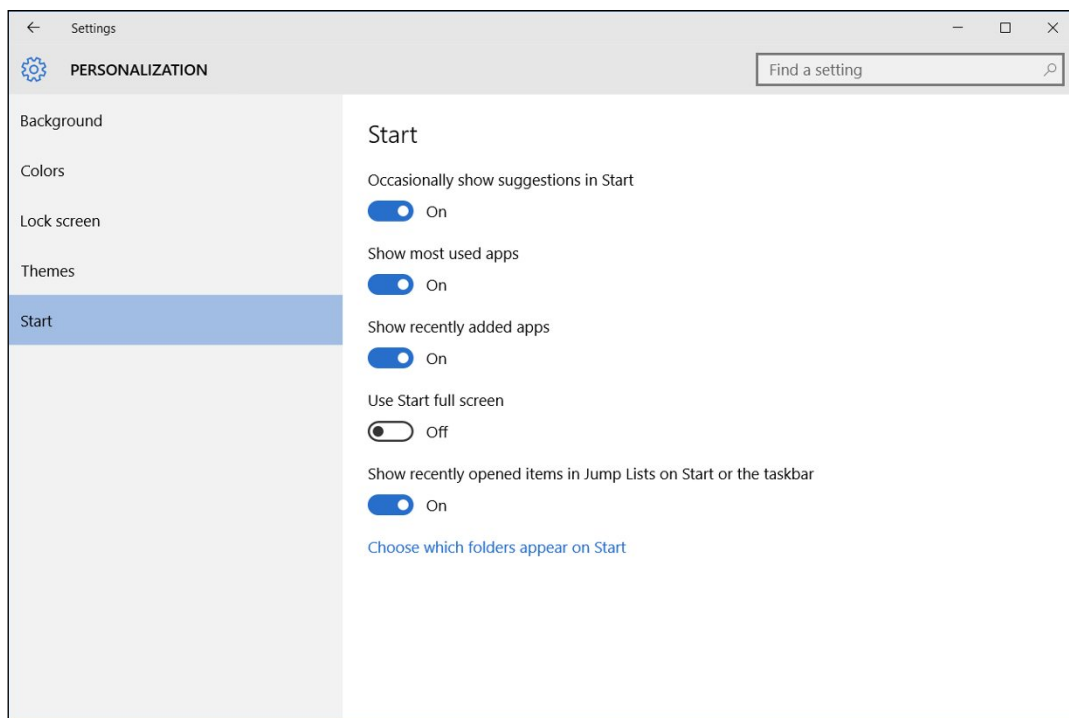 Settings
PERSONALIZATION
Find a setting
Background
Colors
Lock screen
Themes
Start
Start
Occasionally show suggestions in Start
On
Show most used apps
On
Show recently added apps
On
Use Start full screen
Off
Show recently opened items in Jump Lists on Start or the taskbar
On
Choose which folders appear on Start